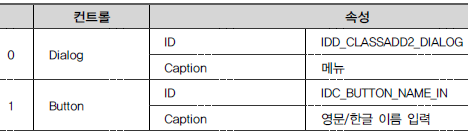 컨트롤 속성
0 Dialog ID IDD_CLASSADD2_DIALOG
Caption 메뉴
1 Button ID IDC_BUTTON_NAME_IN
Caption 영문/한글 이름 입력